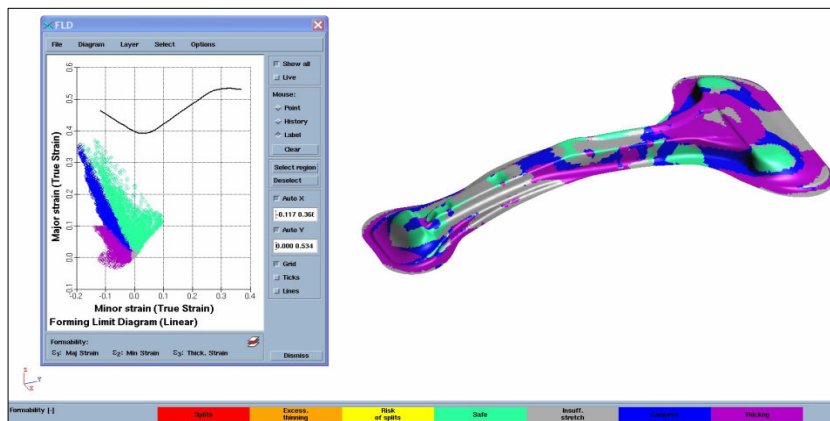 FLD
File Diagram Layer Select Options
0.6
0.5
0.4
0.3
0.2
0.1
0.0
-0.1
Major strain (True Strain)
-0.2 -0.1 0.0 0.1 0.2 0.3 0.4
Minor strain (True Strain)
Forming Limit Diagram (Linear)
Show all
Live
Mouse:
Point
History
Label
Clear
Select region
Deselect
Auto X
-0.117 0.368
Auto Y
0.000 0.534
Grid
Ticks
Lines
Formability:
ε1: Maj Strain ε2: Min Strain ε3: Thick. Strain
Dismiss
Z
Y
X
Formability [-]
Splits
Excess. thinning
Risk of splits
Safe
Insuff. stretch
Compress
Thicking